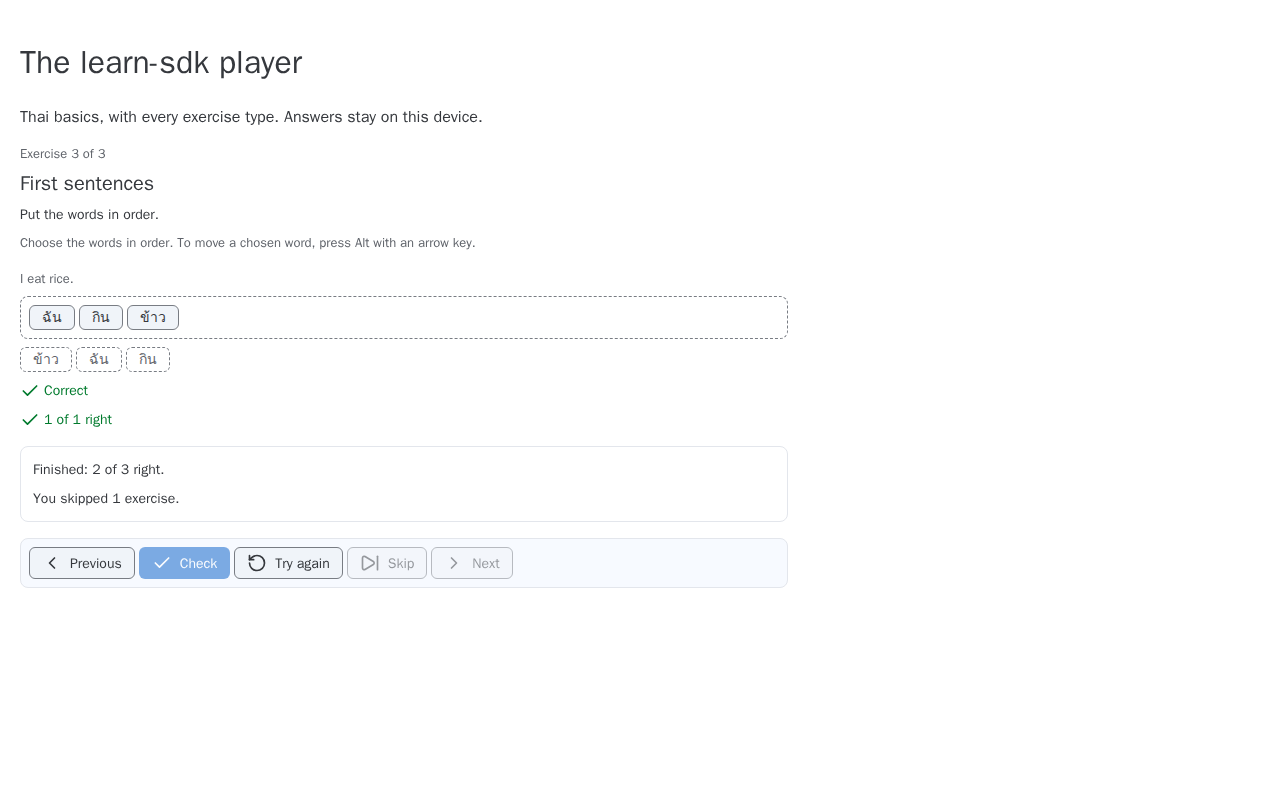 The learn-sdk player
Thai basics, with every exercise type. Answers stay on this device.
Exercise 3 of 3
First sentences
Put the words in order.
Choose the words in order. To move a chosen word, press Alt with an arrow key.
I eat rice.
ฉัน กิน ข้าว
ข้าว ฉัน กิน
Correct
1 of 1 right
Finished: 2 of 3 right.
You skipped 1 exercise.
Previous Check Try again Skip Next